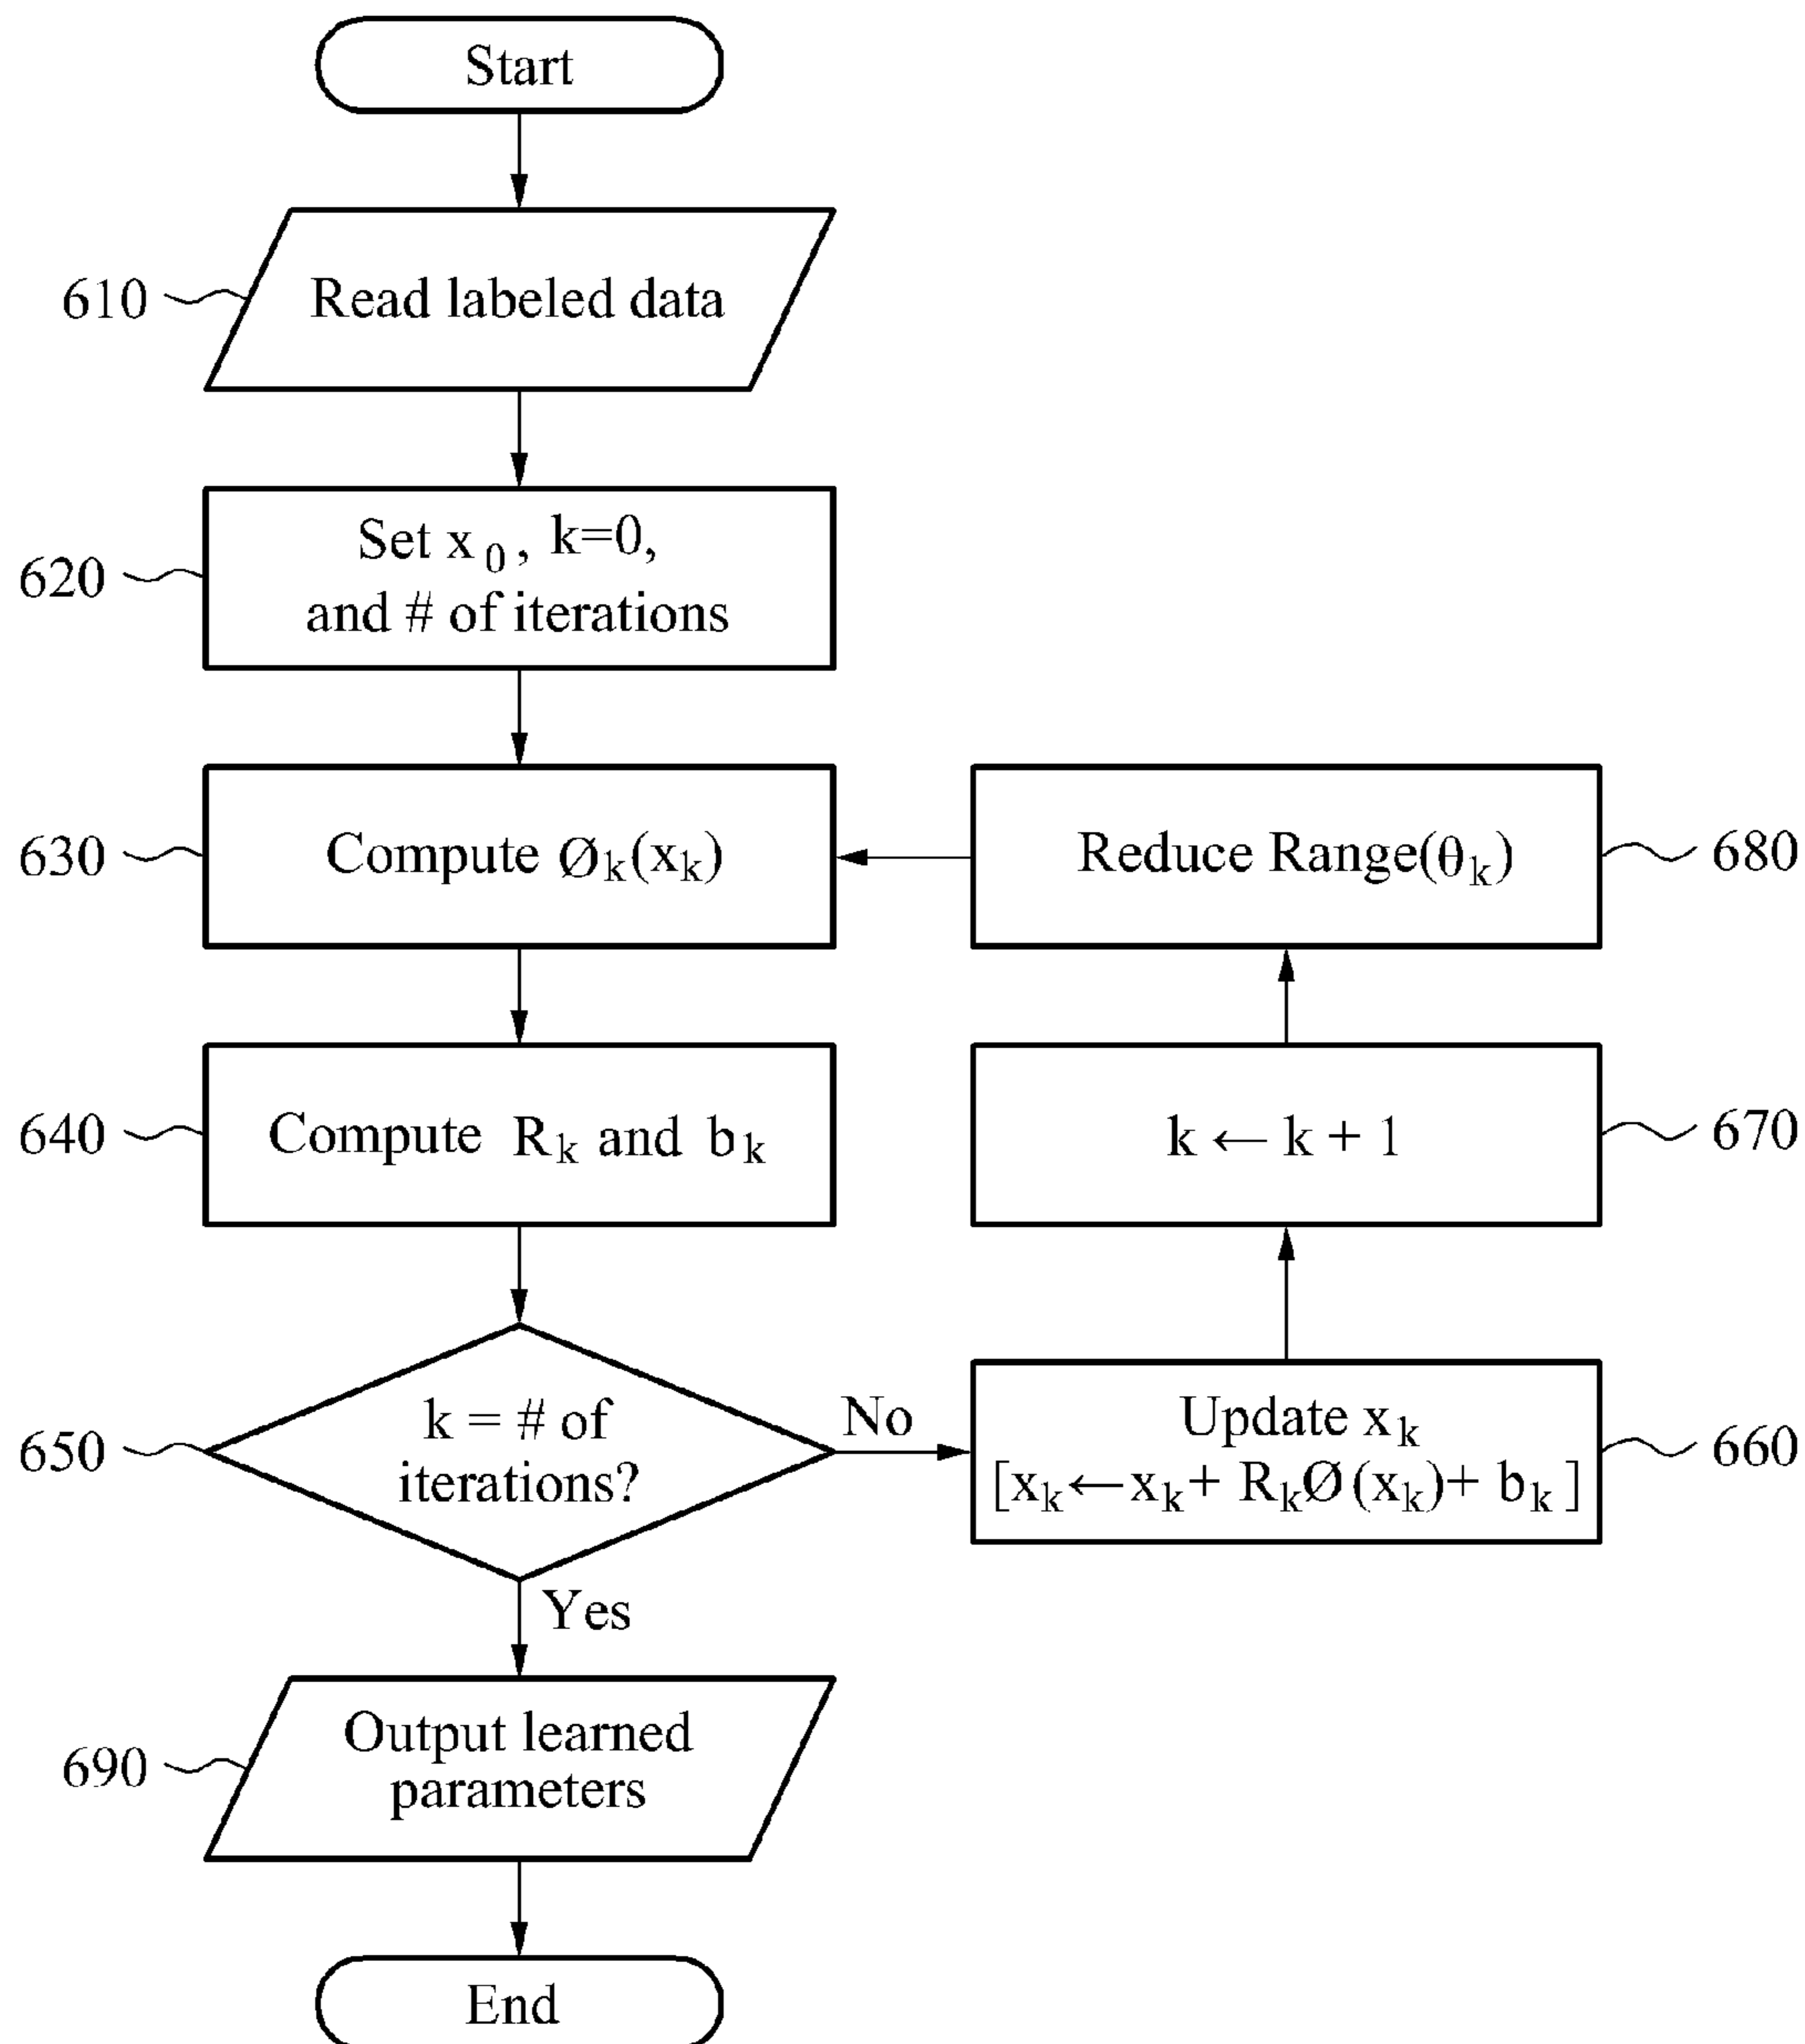 Start
610
Read labeled data
620
Set x₀, k=0,
and # of iterations
630
Compute Øₖ(xₖ)
Reduce Range(θₖ)
680
640
Compute Rₖ and bₖ
k ← k + 1
670
650
k = # of
iterations?
No
Update xₖ
[xₖ←xₖ+ RₖØ(xₖ)+ bₖ]
660
Yes
690
Output learned
parameters
End